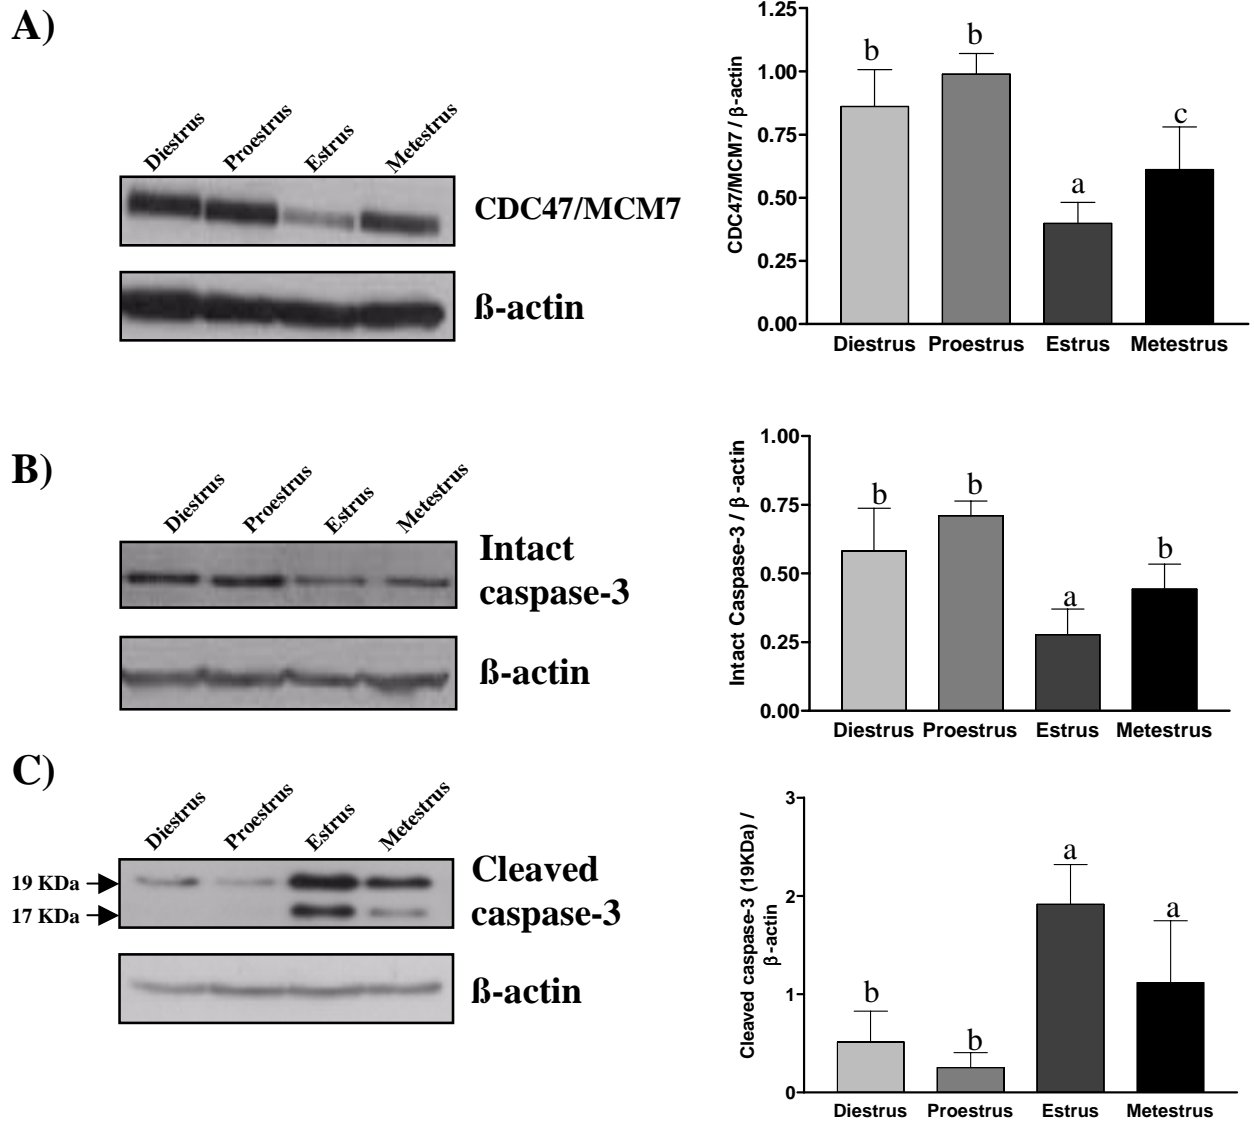 A)
Diestrus
Proestrus
Estrus
Metestrus
CDC47/MCM7
ß-actin
CDC47/MCM7 / β-actin
1.25
1.00
0.75
0.50
0.25
0.00
b
b
a
c
Diestrus Proestrus Estrus Metestrus
B)
Diestrus
Proestrus
Estrus
Metestrus
Intact
caspase-3
ß-actin
Intact Caspase-3 / β-actin
1.00
0.75
0.50
0.25
0.00
b
b
a
b
Diestrus Proestrus Estrus Metestrus
C)
Diestrus
Proestrus
Estrus
Metestrus
19 KDa
17 KDa
Cleaved
caspase-3
ß-actin
Cleaved caspase-3 (19KDa) /
β-actin
3
2
1
0
b
b
a
a
Diestrus Proestrus Estrus Metestrus